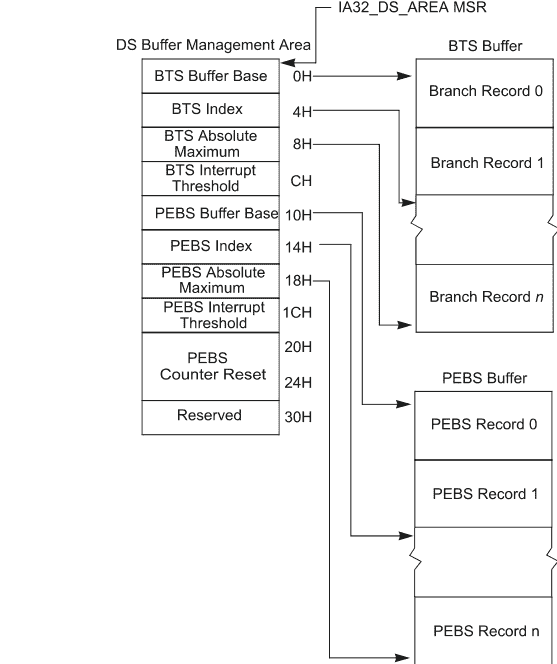 IA32_DS_AREA MSR
DS Buffer Management Area
BTS Buffer Base 0H
BTS Index 4H
BTS Absolute
Maximum 8H
BTS Interrupt
Threshold CH
PEBS Buffer Base 10H
PEBS Index 14H
PEBS Absolute
Maximum 18H
PEBS Interrupt
Threshold 1CH
20H
PEBS
Counter Reset
24H
Reserved 30H
BTS Buffer
Branch Record 0
Branch Record 1
Branch Record n
PEBS Buffer
PEBS Record 0
PEBS Record 1
PEBS Record n